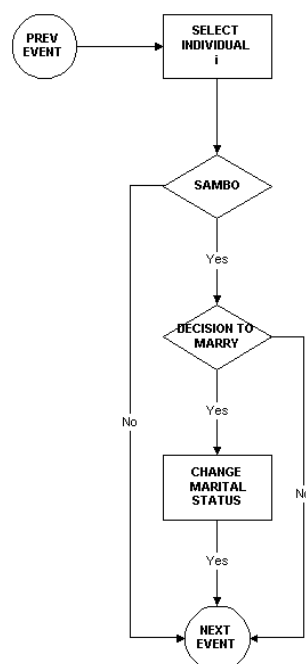 PREV
EVENT
SELECT
INDIVIDUAL
i
SAMBO
Yes
DECISION TO
MARRY
No
Yes
No
CHANGE
MARITAL
STATUS
Yes
NEXT
EVENT